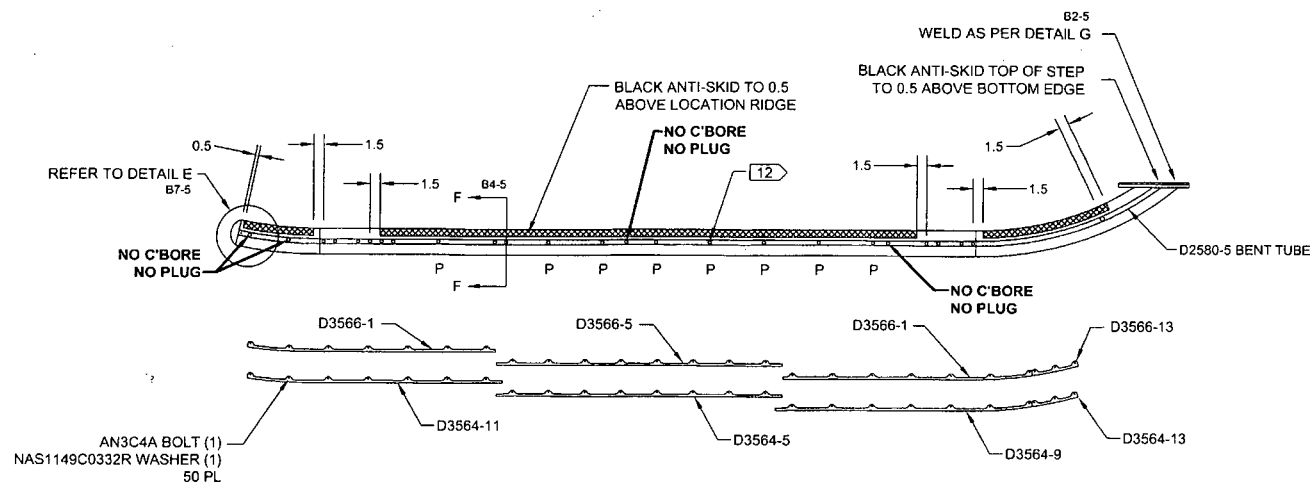 B2-5
WELD AS PER DETAIL G
BLACK ANTI-SKID TOP OF STEP
TO 0.5 ABOVE BOTTOM EDGE
BLACK ANTI-SKID TO 0.5
ABOVE LOCATION RIDGE
NO C'BORE
NO PLUG
12
0.5
1.5
1.5
1.5
1.5
1.5
REFER TO DETAIL E
B7-5
F
B4-5
NO C'BORE
NO PLUG
D2580-5 BENT TUBE
P
F
P
P
P
P
P
P
NO C'BORE
NO PLUG
D3566-1
D3566-5
D3566-1
D3566-13
D3564-11
D3564-5
D3564-9
D3564-13
AN3C4A BOLT (1)
NAS1149C0332R WASHER (1)
50 PL